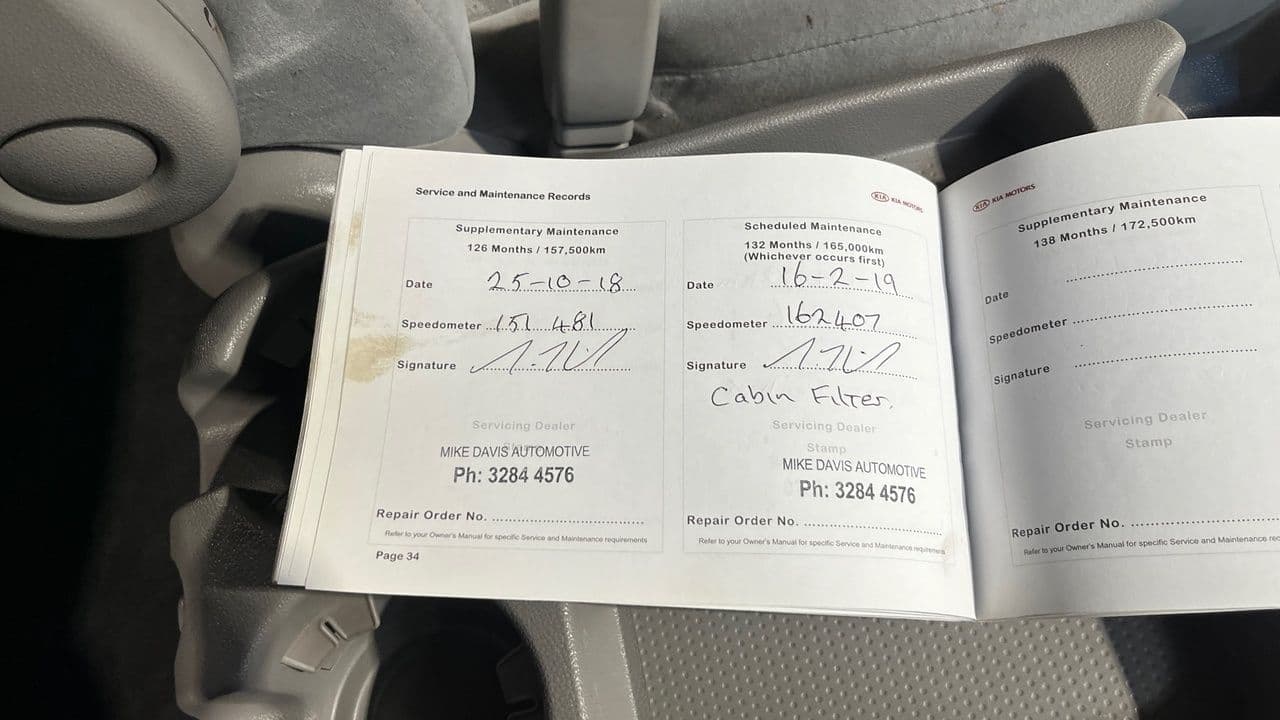 Service and Maintenance Records
KIA KIA MOTORS
Supplementary Maintenance
126 Months / 157,500km
Date 25-10-18
Speedometer 151 481
Signature
Servicing Dealer
MIKE DAVIS AUTOMOTIVE
Ph: 3284 4576
Repair Order No.
Refer to your Owner's Manual for specific Service and Maintenance requirements
Page 34
Scheduled Maintenance
132 Months / 165,000km
(Whichever occurs first)
Date 16-2-19
Speedometer 162407
Signature
Cabin Filter.
Servicing Dealer
Stamp
MIKE DAVIS AUTOMOTIVE
Ph: 3284 4576
Repair Order No.
Refer to your Owner's Manual for specific Service and Maintenance requirements
KIA KIA MOTORS
Supplementary Maintenance
138 Months / 172,500km
Date
Speedometer
Signature
Servicing Dealer
Stamp
Repair Order No.
Refer to your Owner's Manual for specific Service and Maintenance